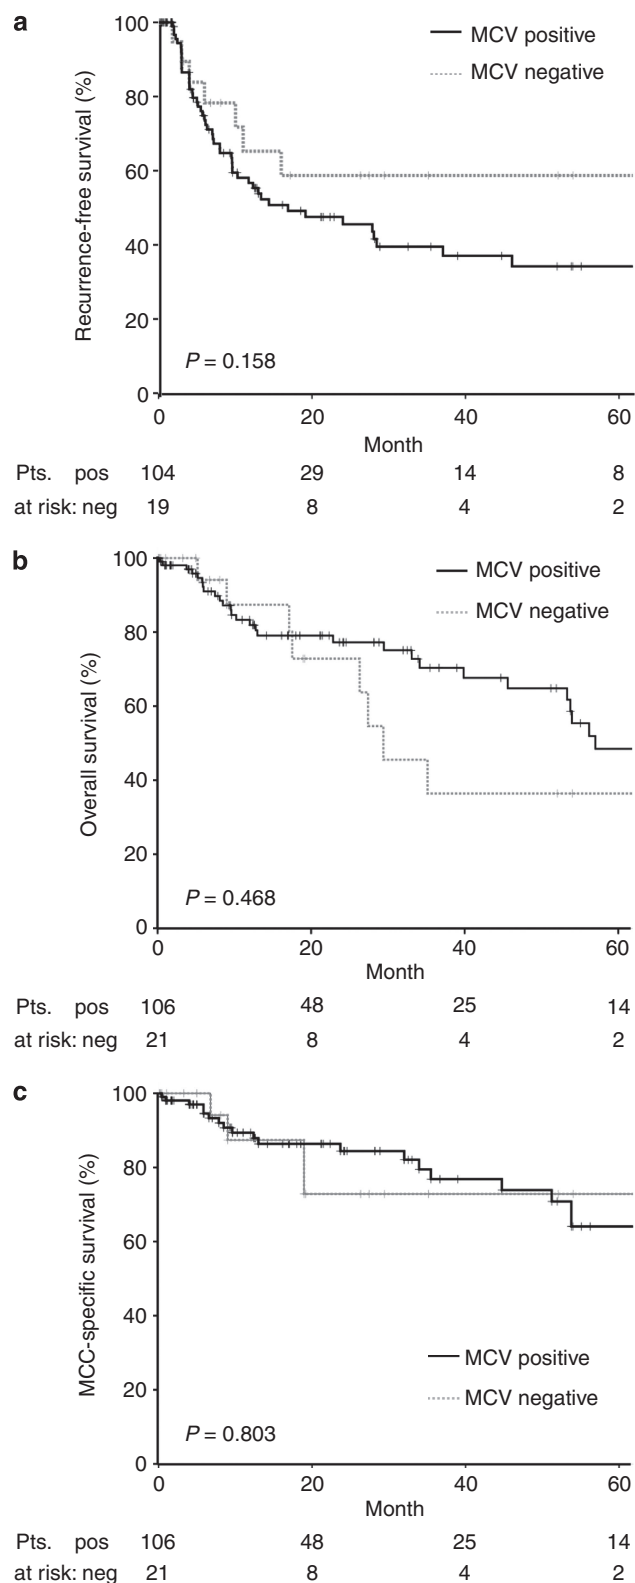 a
MCV positive
MCV negative
Recurrence-free survival (%)
100
80
60
40
20
0
P = 0.158
0 20 40 60
Month
Pts. pos 104 29 14 8
at risk: neg 19 8 4 2
b
MCV positive
MCV negative
Overall survival (%)
100
80
60
40
20
0
P = 0.468
0 20 40 60
Month
Pts. pos 106 48 25 14
at risk: neg 21 8 4 2
c
MCC-specific survival (%)
100
80
60
40
20
0
MCV positive
MCV negative
P = 0.803
0 20 40 60
Month
Pts. pos 106 48 25 14
at risk: neg 21 8 4 2